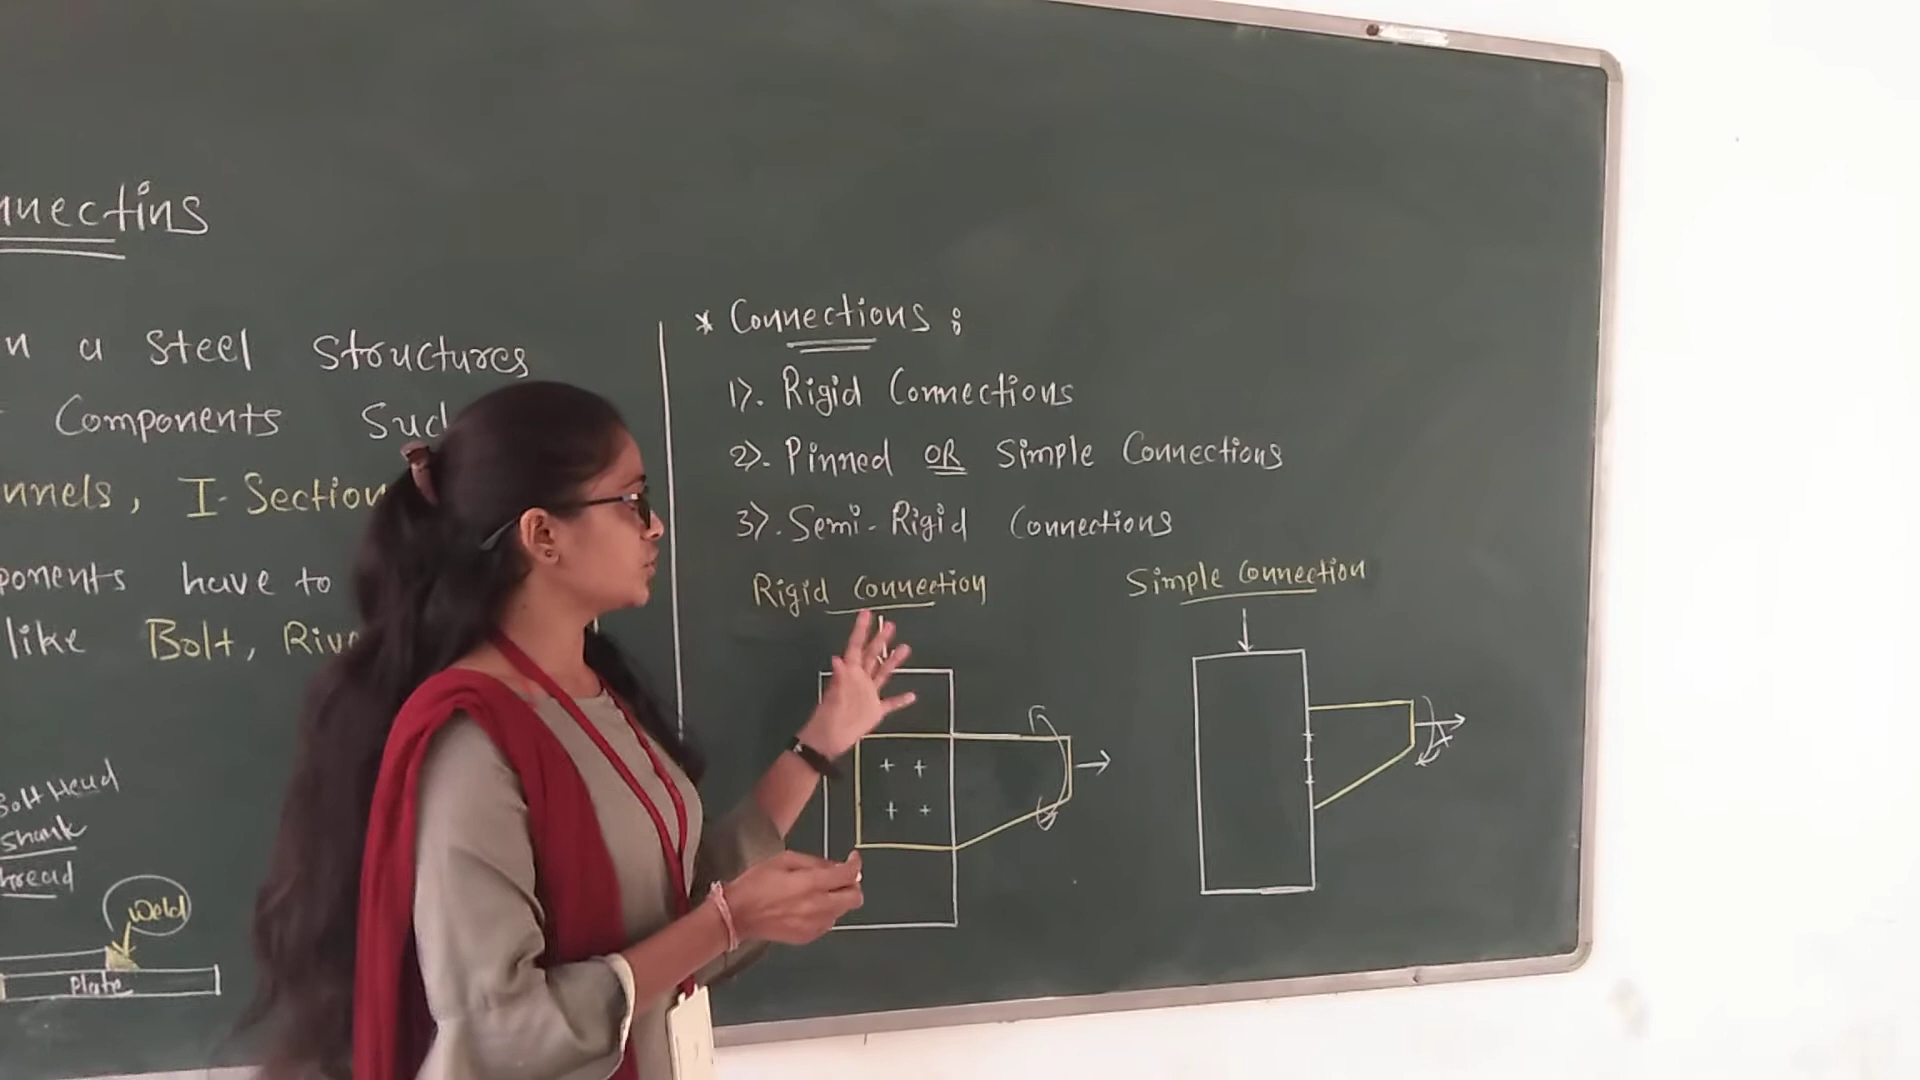 nnectins
n a Steel Structures
Components Suc
nnels, I-Section
ponents have to
like Bolt, Riv
Bolt Head
Shank
hread
Weld
Plate
* Connections :
1). Rigid Connections
2). Pinned OR Simple Connections
3). Semi-Rigid Connections
Rigid Connection
Simple Connection